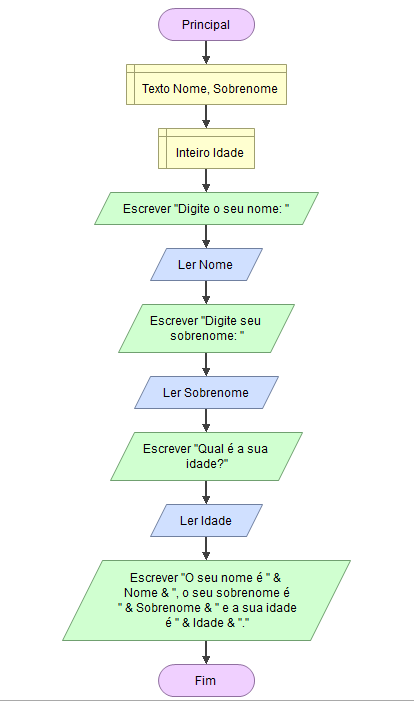 Principal
Texto Nome, Sobrenome
Inteiro Idade
Escrever "Digite o seu nome: "
Ler Nome
Escrever "Digite seu
sobrenome: "
Ler Sobrenome
Escrever "Qual é a sua
idade?"
Ler Idade
Escrever "O seu nome é " &
Nome & ", o seu sobrenome é
" & Sobrenome & " e a sua idade
é " & Idade & "."
Fim